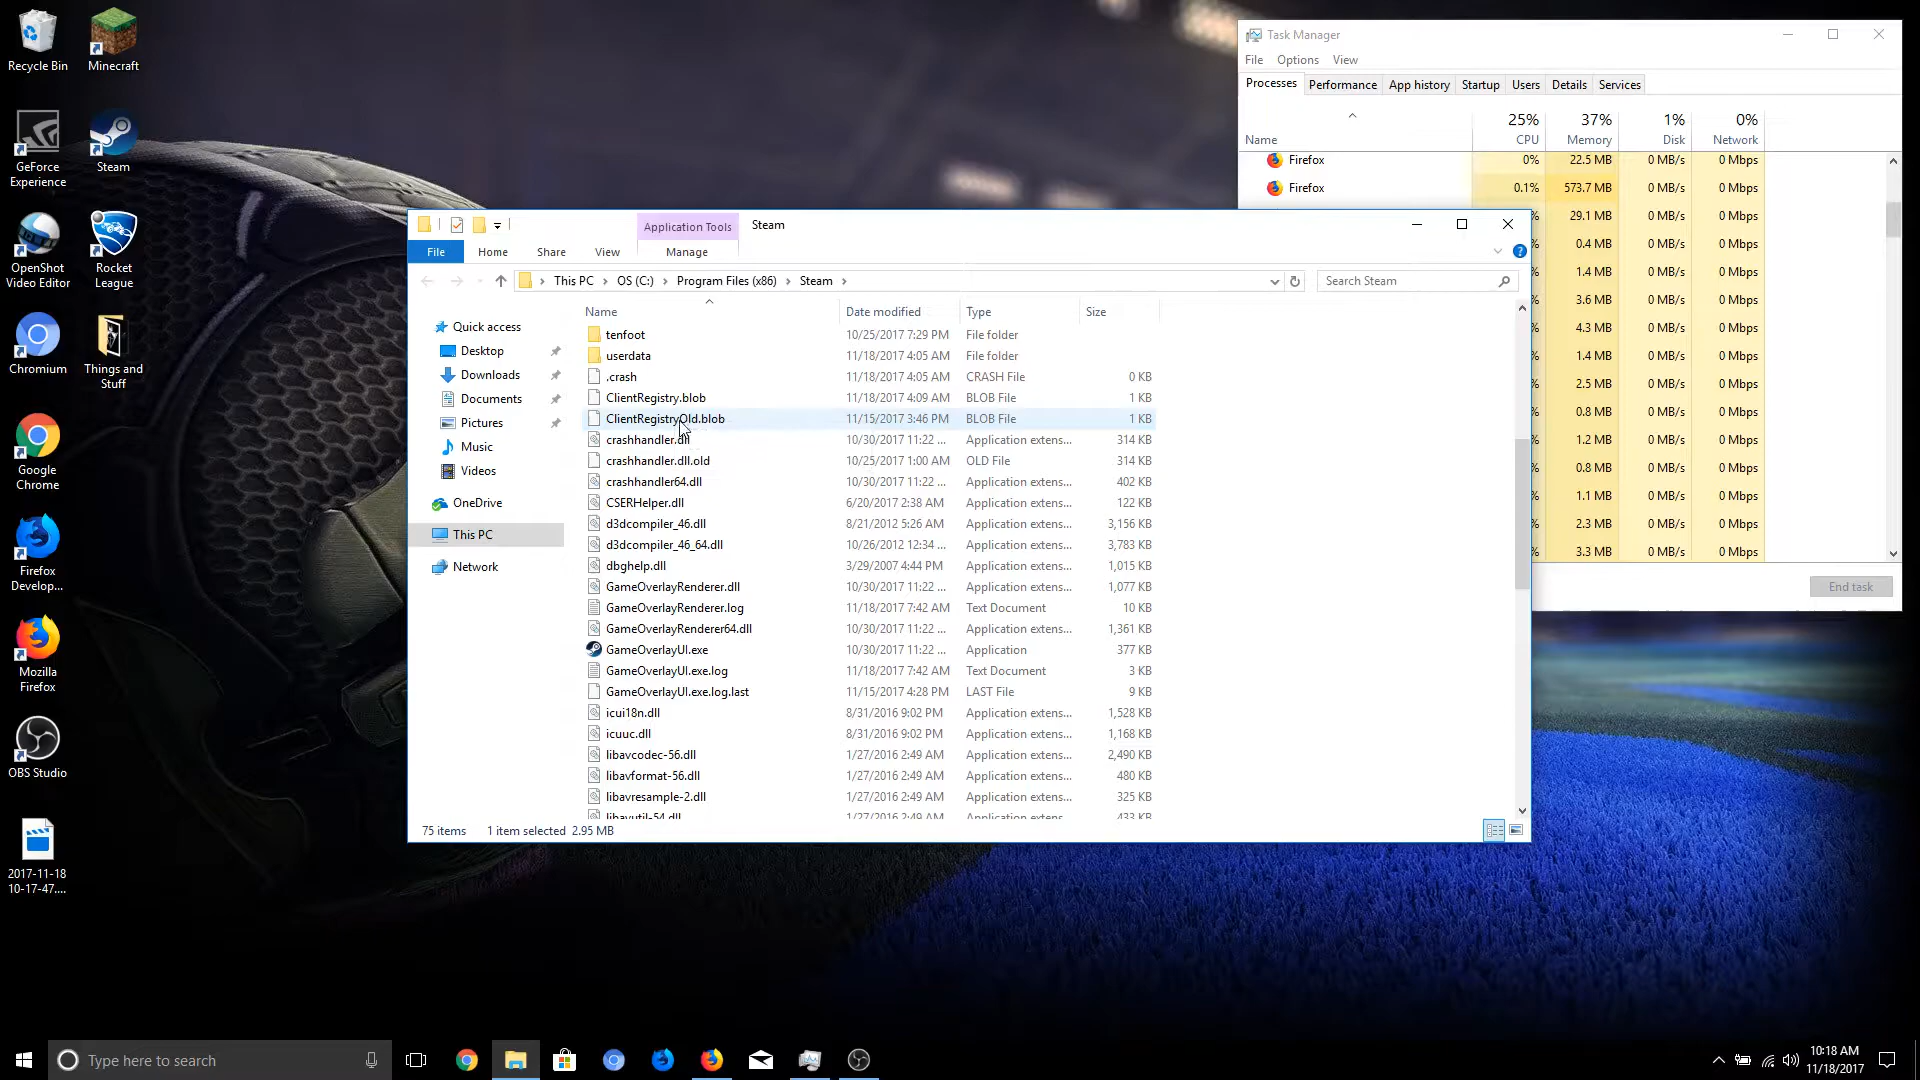 Recycle Bin
Minecraft
GeForce
Experience
Steam
OpenShot
Video Editor
Rocket
League
Chromium
Things and
Stuff
Google
Chrome
Firefox
Develop...
Mozilla
Firefox
OBS Studio
2017-11-18
10-17-47....
Task Manager
File Options View
Processes Performance App history Startup Users Details Services
25% 37% 1% 0%
Name CPU Memory Disk Network
Firefox 0% 22.5 MB 0 MB/s 0 Mbps
Firefox 0.1% 573.7 MB 0 MB/s 0 Mbps
% 29.1 MB 0 MB/s 0 Mbps
% 0.4 MB 0 MB/s 0 Mbps
% 1.4 MB 0 MB/s 0 Mbps
% 3.6 MB 0 MB/s 0 Mbps
% 4.3 MB 0 MB/s 0 Mbps
% 1.4 MB 0 MB/s 0 Mbps
% 2.5 MB 0 MB/s 0 Mbps
% 0.8 MB 0 MB/s 0 Mbps
% 1.2 MB 0 MB/s 0 Mbps
% 0.8 MB 0 MB/s 0 Mbps
% 1.1 MB 0 MB/s 0 Mbps
% 2.3 MB 0 MB/s 0 Mbps
% 3.3 MB 0 MB/s 0 Mbps
End task
Application Tools Steam
File Home Share View Manage
This PC > OS (C:) > Program Files (x86) > Steam >
Search Steam
Quick access
Desktop
Downloads
Documents
Pictures
Music
Videos
OneDrive
This PC
Network
Name Date modified Type Size
tenfoot 10/25/2017 7:29 PM File folder
userdata 11/18/2017 4:05 AM File folder
.crash 11/18/2017 4:05 AM CRASH File 0 KB
ClientRegistry.blob 11/18/2017 4:09 AM BLOB File 1 KB
ClientRegistryOld.blob 11/15/2017 3:46 PM BLOB File 1 KB
crashhandler.dll 10/30/2017 11:22 ... Application extens... 314 KB
crashhandler.dll.old 10/25/2017 1:00 AM OLD File 314 KB
crashhandler64.dll 10/30/2017 11:22 ... Application extens... 402 KB
CSERHelper.dll 6/20/2017 2:38 AM Application extens... 122 KB
d3dcompiler_46.dll 8/21/2012 5:26 AM Application extens... 3,156 KB
d3dcompiler_46_64.dll 10/26/2012 12:34 ... Application extens... 3,783 KB
dbghelp.dll 3/29/2007 4:44 PM Application extens... 1,015 KB
GameOverlayRenderer.dll 10/30/2017 11:22 ... Application extens... 1,077 KB
GameOverlayRenderer.log 11/18/2017 7:42 AM Text Document 10 KB
GameOverlayRenderer64.dll 10/30/2017 11:22 ... Application extens... 1,361 KB
GameOverlayUI.exe 10/30/2017 11:22 ... Application 377 KB
GameOverlayUI.exe.log 11/18/2017 7:42 AM Text Document 3 KB
GameOverlayUI.exe.log.last 11/15/2017 4:28 PM LAST File 9 KB
icui18n.dll 8/31/2016 9:02 PM Application extens... 1,528 KB
icuuc.dll 8/31/2016 9:02 PM Application extens... 1,168 KB
libavcodec-56.dll 1/27/2016 2:49 AM Application extens... 2,490 KB
libavformat-56.dll 1/27/2016 2:49 AM Application extens... 480 KB
libavresample-2.dll 1/27/2016 2:49 AM Application extens... 325 KB
libavutil-54.dll 1/27/2016 2:49 AM Application extens... 433 KB
75 items 1 item selected 2.95 MB
Type here to search
10:18 AM
11/18/2017